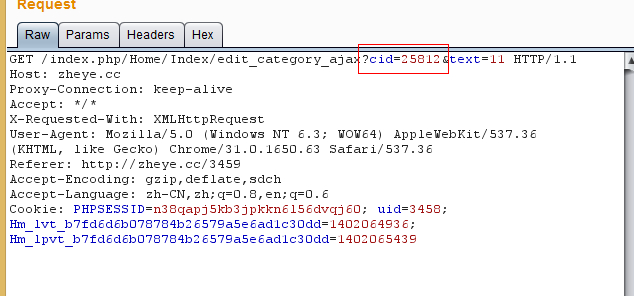 Request
Raw Params Headers Hex
GET /index.php/Home/Index/edit_category_ajax?cid=25812&text=11 HTTP/1.1
Host: zheye.cc
Proxy-Connection: keep-alive
Accept: */*
X-Requested-With: XMLHttpRequest
User-Agent: Mozilla/5.0 (Windows NT 6.3; WOW64) AppleWebKit/537.36
(KHTML, like Gecko) Chrome/31.0.1650.63 Safari/537.36
Referer: http://zheye.cc/3459
Accept-Encoding: gzip,deflate,sdch
Accept-Language: zh-CN,zh;q=0.8,en;q=0.6
Cookie: PHPSESSID=n38qapj5kb3jpkkn6156dvqj60; uid=3458;
Hm_lvt_b7fd6d6b078784b26579a5e6ad1c30dd=1402064936;
Hm_lpvt_b7fd6d6b078784b26579a5e6ad1c30dd=1402065439